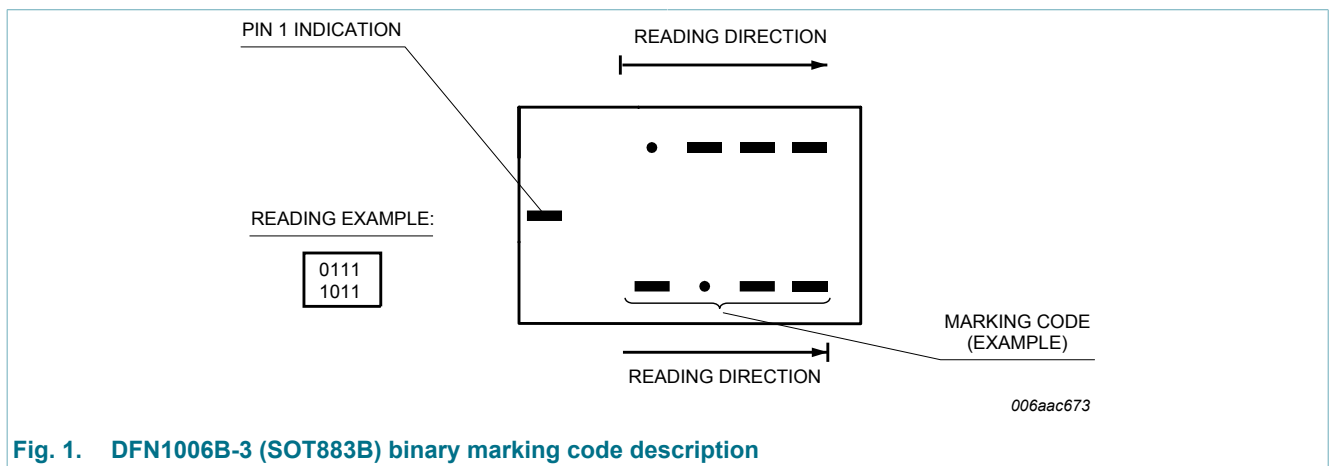 PIN 1 INDICATION
READING DIRECTION
READING EXAMPLE:
0111
1011
MARKING CODE
(EXAMPLE)
READING DIRECTION
006aac673
Fig. 1. DFN1006B-3 (SOT883B) binary marking code description